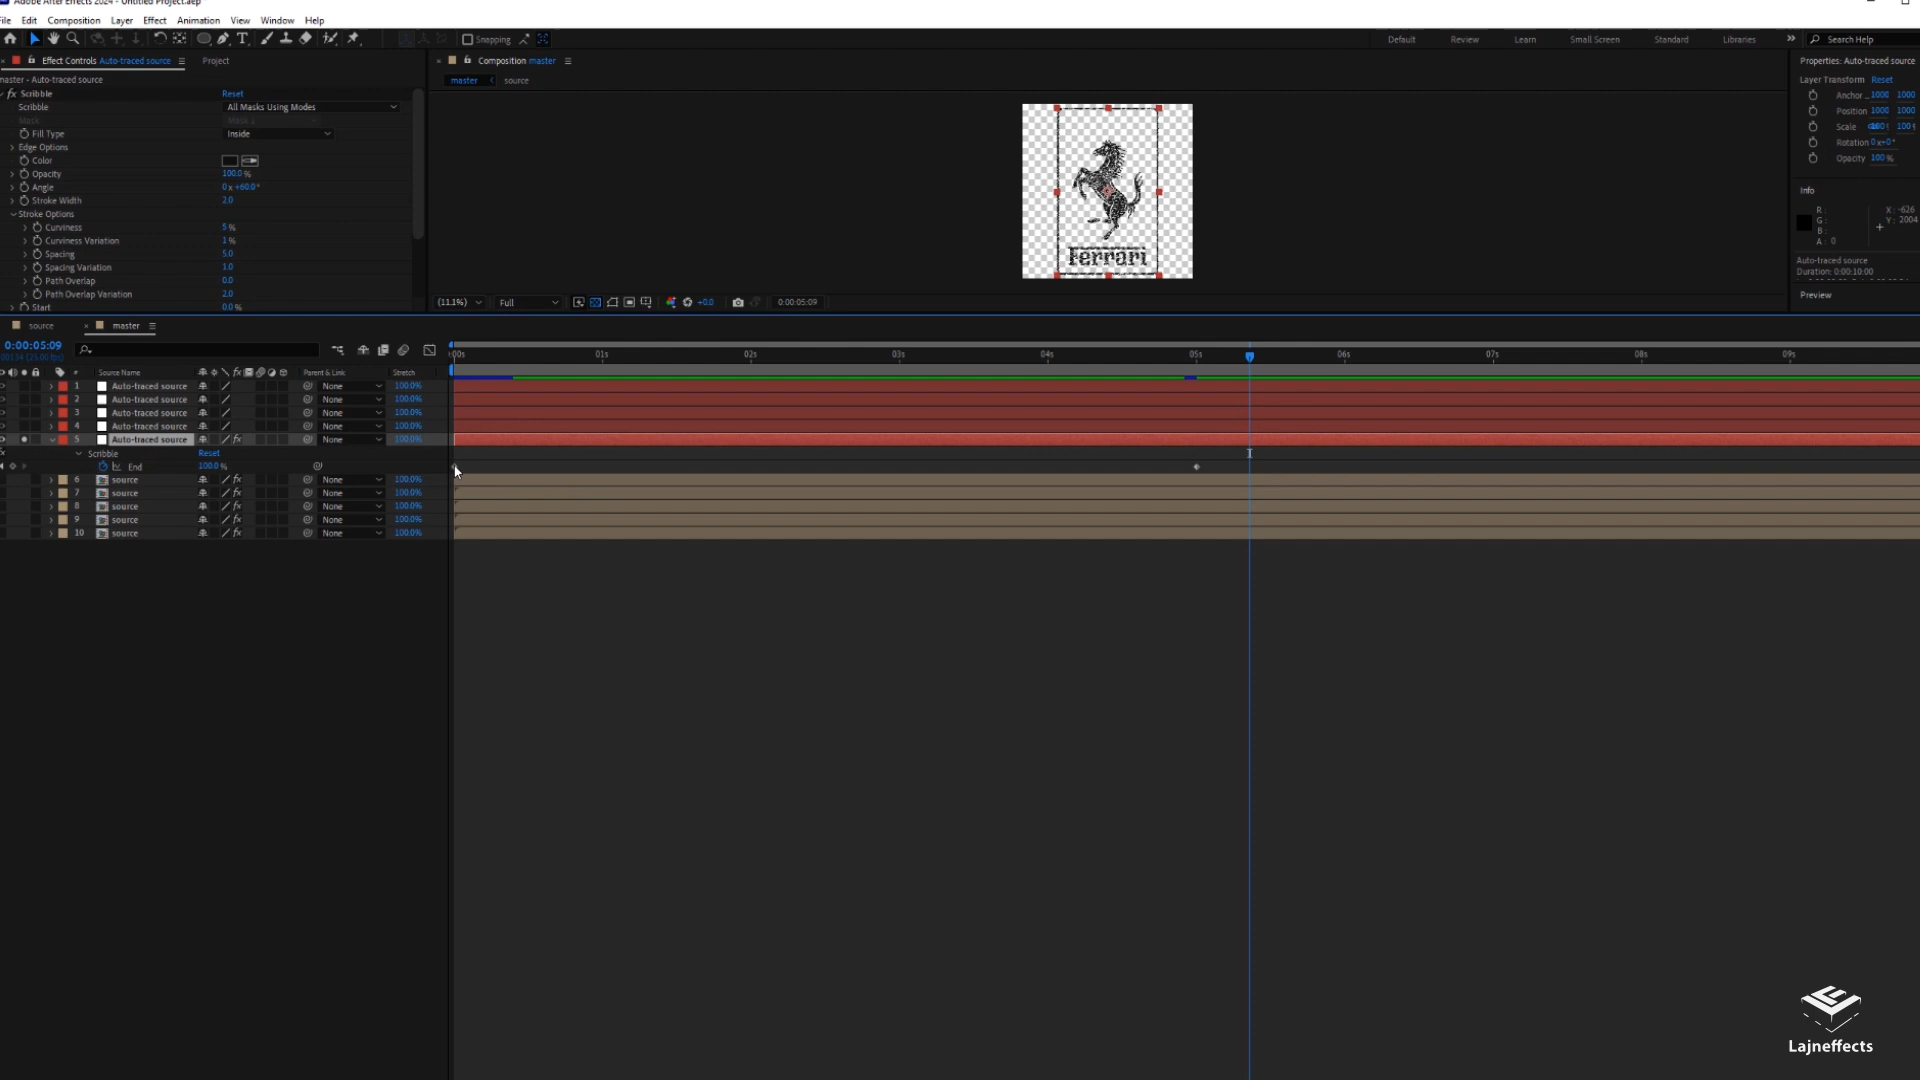 Adobe After Effects 2024 - Untitled Project.aep
File Edit Composition Layer Effect Animation View Window Help
Snapping
Default Review Learn Small Screen Standard Libraries
Search Help
Effect Controls Auto-traced source
Project
master - Auto-traced source
fx Scribble Reset
Scribble All Masks Using Modes
Mask Mask 1
Fill Type Inside
Edge Options
Color
Opacity 100.0 %
Angle 0x+60.0°
Stroke Width 2.0
Stroke Options
Curviness 5 %
Curviness Variation 1 %
Spacing 5.0
Spacing Variation 1.0
Path Overlap 0.0
Path Overlap Variation 2.0
Start 0.0 %
Composition master
master source
Ferrari
(11.1%) Full +0.0 0:00:05:09
Properties: Auto-traced source
Layer Transform Reset
Anchor 1000 1000
Position 1000 1000
Scale 100
Rotation 0x+0°
Opacity 100 %
Info
R :
G :
B :
A : 0
X : -626
Y : 2004
Auto-traced source
Duration: 0:00:10:00
Preview
source master
0:00:05:09
(25.00 fps)
:00s 01s 02s 03s 04s 05s 06s 07s 08s 09s
# Source Name Parent & Link Stretch
1 Auto-traced source None 100.0%
2 Auto-traced source None 100.0%
3 Auto-traced source None 100.0%
4 Auto-traced source None 100.0%
5 Auto-traced source fx None 100.0%
Scribble Reset
End 100.0 %
6 source fx None 100.0%
7 source fx None 100.0%
8 source fx None 100.0%
9 source fx None 100.0%
10 source fx None 100.0%
Lajneffects